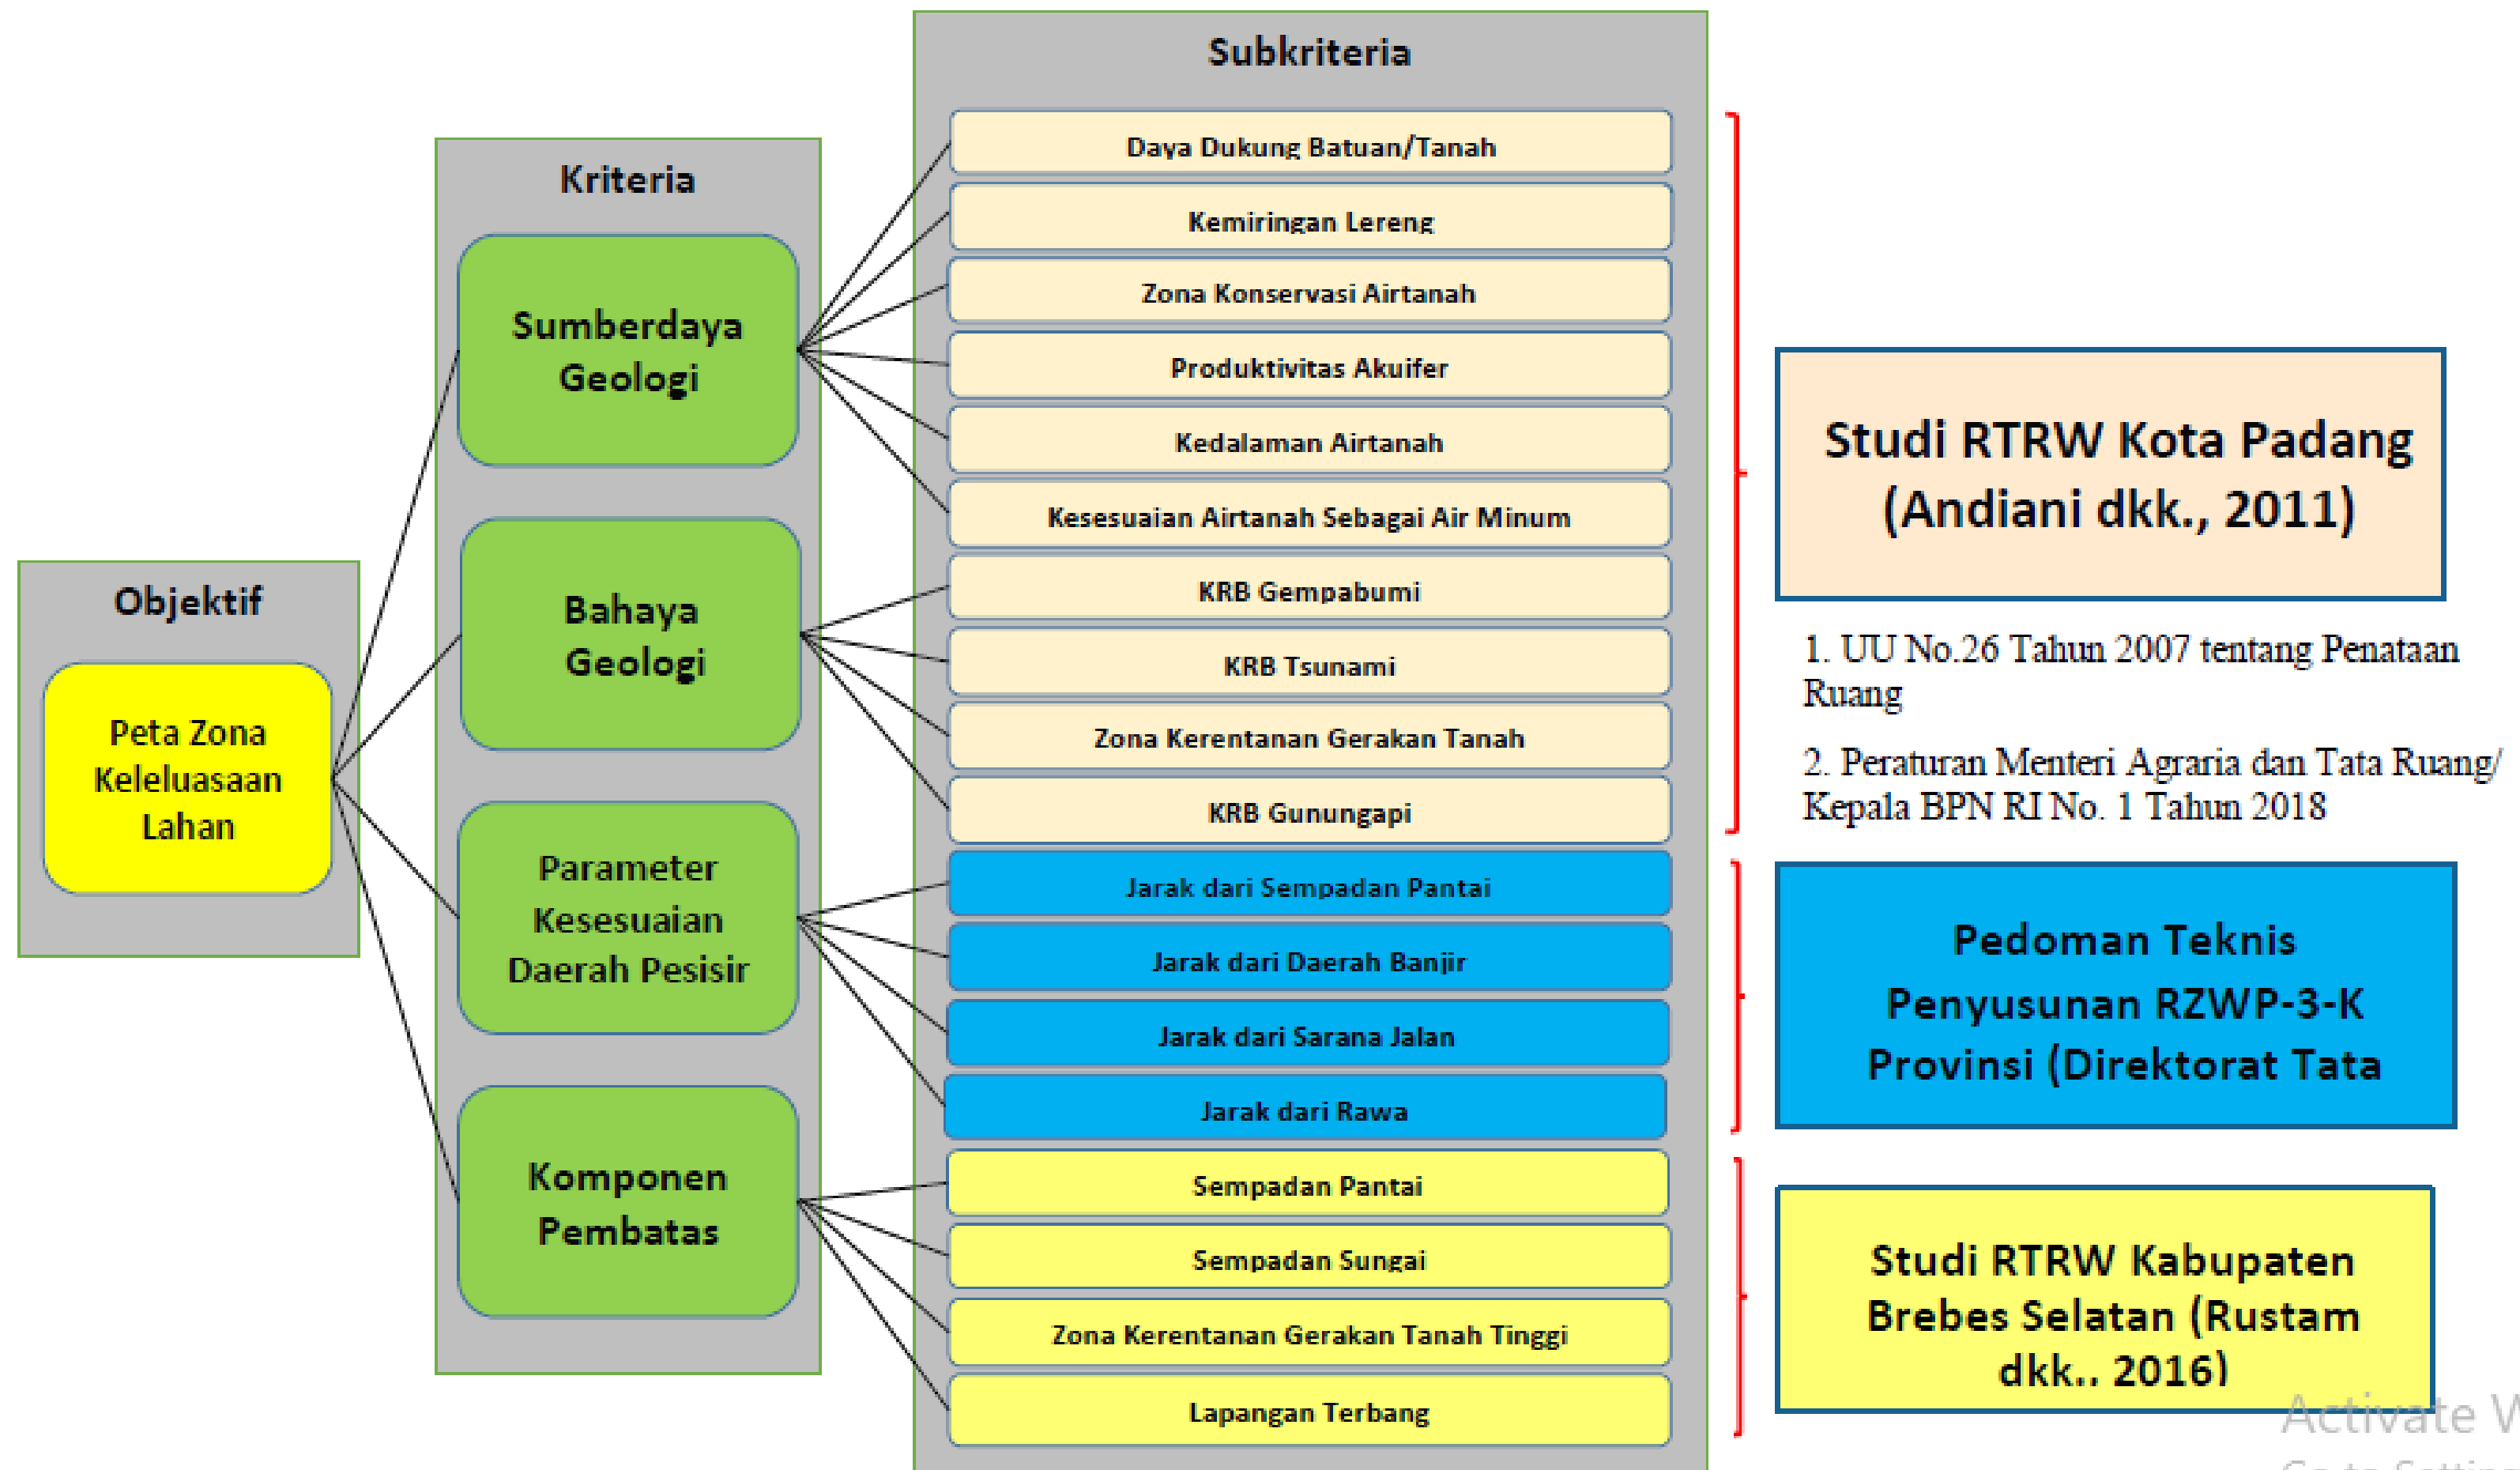 Objektif
Peta Zona
Keleluasaan
Lahan
Kriteria
Sumberdaya
Geologi
Bahaya
Geologi
Parameter
Kesesuaian
Daerah Pesisir
Komponen
Pembatas
Subkriteria
Daya Dukung Batuan/Tanah
Kemiringan Lereng
Zona Konservasi Airtanah
Produktivitas Akuifer
Kedalaman Airtanah
Kesesuaian Airtanah Sebagai Air Minum
KRB Gempabumi
KRB Tsunami
Zona Kerentanan Gerakan Tanah
KRB Gunungapi
Jarak dari Sempadan Pantai
Jarak dari Daerah Banjir
Jarak dari Sarana Jalan
Jarak dari Rawa
Sempadan Pantai
Sempadan Sungai
Zona Kerentanan Gerakan Tanah Tinggi
Lapangan Terbang
Studi RTRW Kota Padang
(Andiani dkk., 2011)
1. UU No.26 Tahun 2007 tentang Penataan
Ruang
2. Peraturan Menteri Agraria dan Tata Ruang/
Kepala BPN RI No. 1 Tahun 2018
Pedoman Teknis
Penyusunan RZWP-3-K
Provinsi (Direktorat Tata
Studi RTRW Kabupaten
Brebes Selatan (Rustam
dkk.. 2016)
Activate W